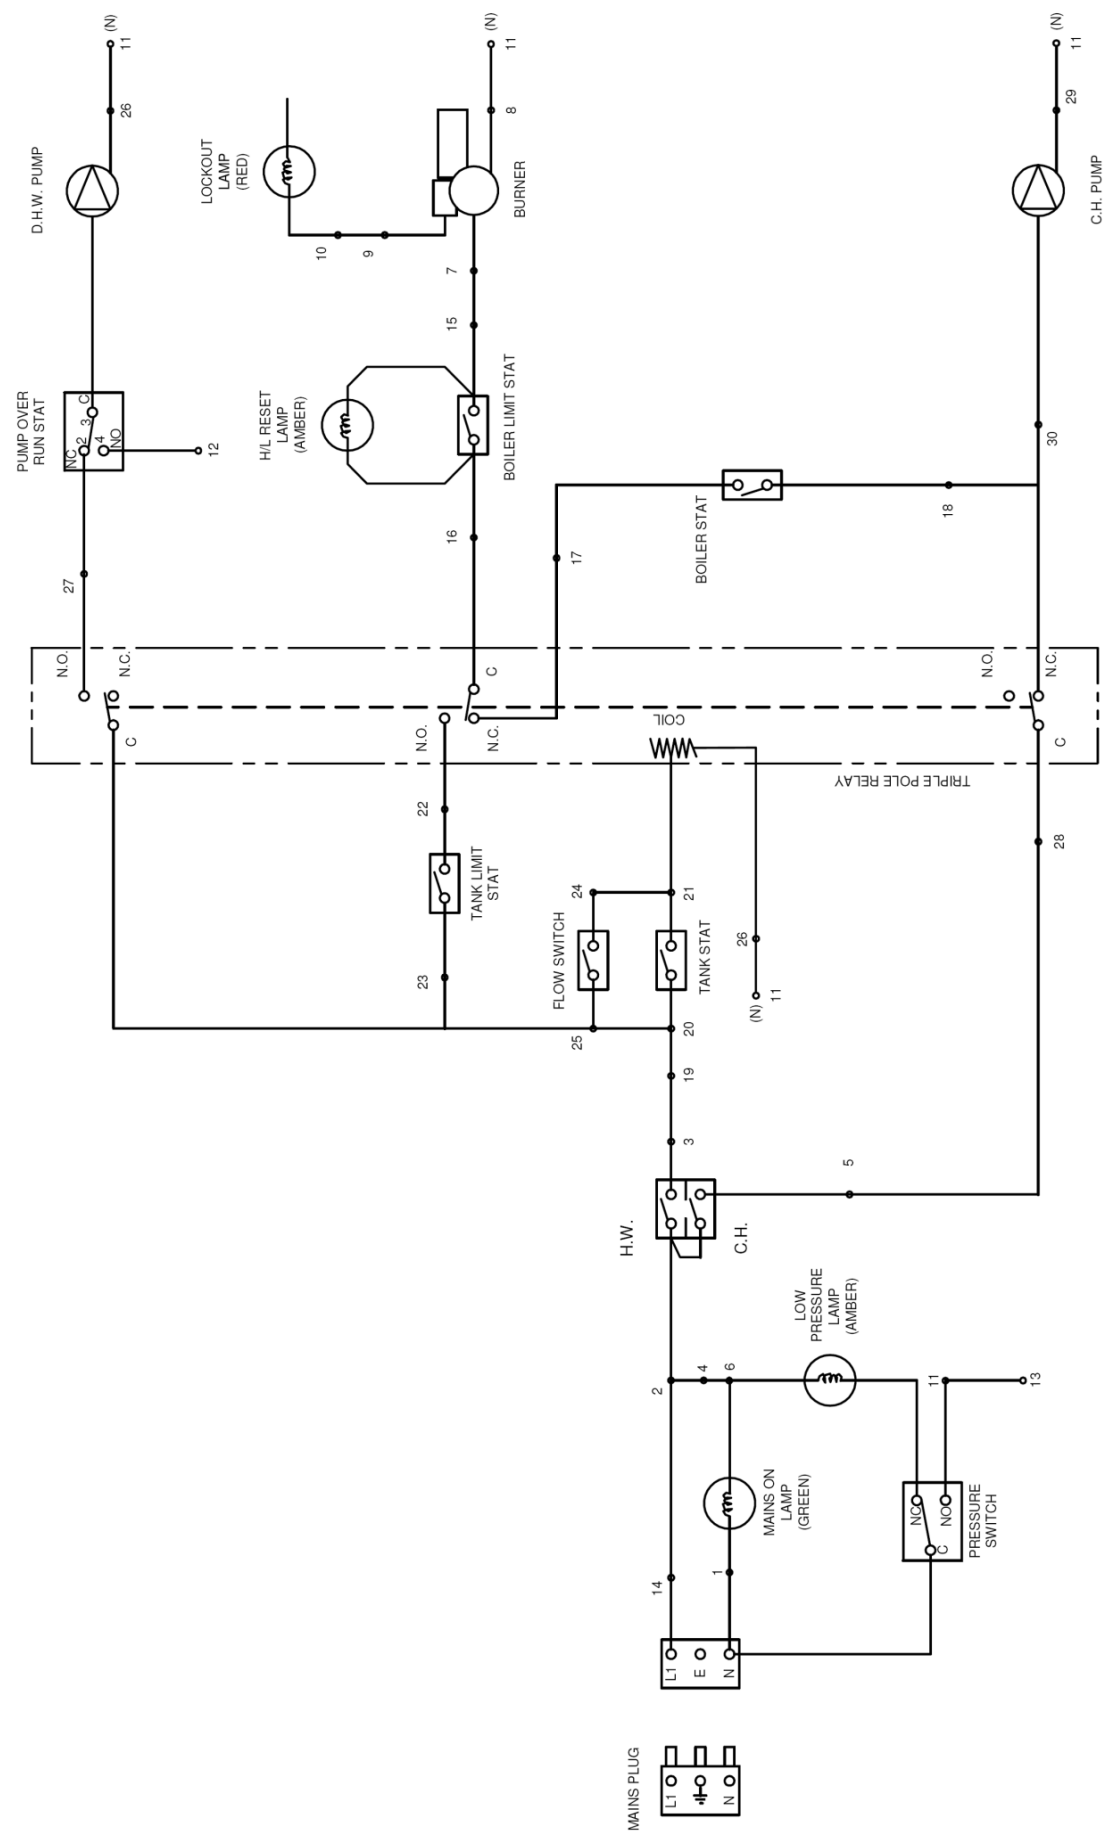 (N)
11
26
D.H.W. PUMP
PUMP OVER
RUN STAT
C
3
2
NC
4
NO
12
27
N.O.
N.C.
C
(N)
11
8
LOCKOUT
LAMP
(RED)
BURNER
10
9
7
15
H/L RESET
LAMP
(AMBER)
BOILER LIMIT STAT
16
17
C
N.O.
N.C.
22
TANK LIMIT
STAT
23
(N)
11
29
C.H. PUMP
30
BOILER STAT
18
N.O.
N.C.
C
COIL
TRIPLE POLE RELAY
28
24
21
FLOW SWITCH
TANK STAT
26
(N)
11
25
20
19
3
5
H.W.
C.H.
LOW
PRESSURE
LAMP
(AMBER)
2
4
6
11
13
MAINS ON
LAMP
(GREEN)
NC
NO
C
PRESSURE
SWITCH
14
1
L1
E
N
MAINS PLUG
L1
N